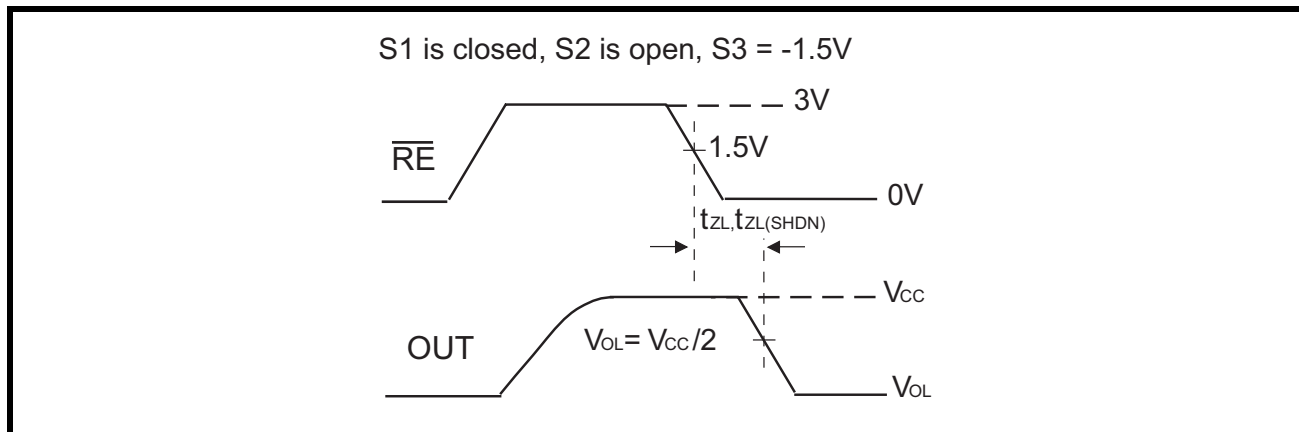 S1 is closed, S2 is open, S3 = -1.5V
3V
RE
1.5V
0V
tZL,tZL(SHDN)
VCC
OUT
VOL= VCC/2
VOL